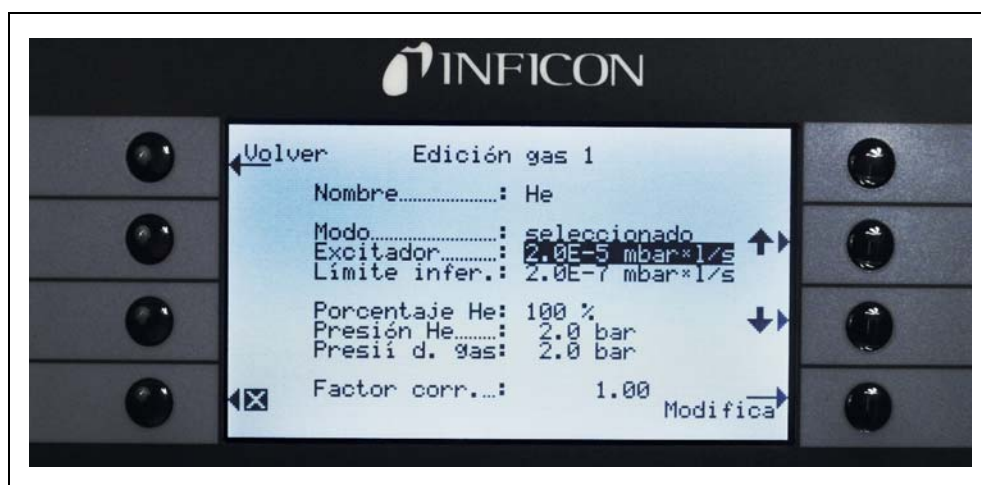 INFICON
Volver Edición gas 1
Nombre.....................: He
Modo.......................: seleccionado
Excitador..........: 2.0E-5 mbar*l/s
Límite infer.: 2.0E-7 mbar*l/s
Porcentaje He: 100 %
Presión He........: 2.0 bar
Presií d. gas: 2.0 bar
Factor corr....: 1.00
Modifica